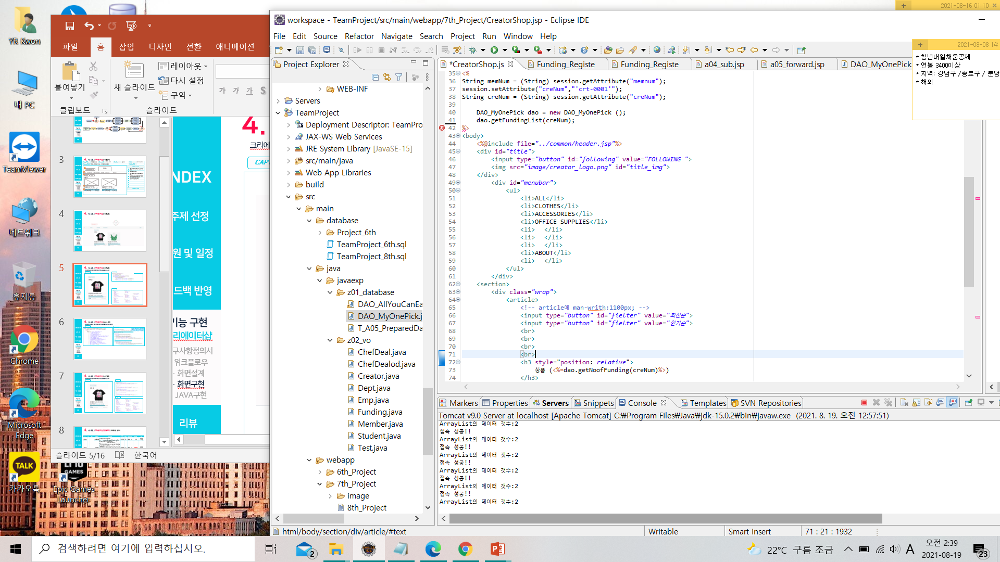 YR Kwon
내 PC
TeamViewer
네트워크
휴지통
Chrome
Microsoft Edge
TALK
카카오톡
GAMES
Epic Games Launcher
파일 홈 삽입 디자인 전환 애니메이션
붙여넣기
새 슬라이드
레이아웃
다시 설정
구역
가 가 가 S
클립보드
슬라이드
3
4
5
6
7
8
4.
크리에
CAP
NDEX
주제 선정
원 및 일정
드백 반영
기능 구현
리에이터샵
구사항정의서
워크플로우
- 화면설계
- 화면구현
JAVA구현
리뷰
슬라이드 5/16 한국어
workspace - TeamProject/src/main/webapp/7th_Project/CreatorShop.jsp - Eclipse IDE
File Edit Source Refactor Navigate Search Project Run Window Help
Project Explorer
WEB-INF
Servers
TeamProject
Deployment Descriptor: TeamPro
JAX-WS Web Services
JRE System Library [JavaSE-15]
src/main/java
Web App Libraries
build
src
main
database
Project_6th
TeamProject_6th.sql
TeamProject_8th.sql
java
javaexp
z01_database
DAO_AllYouCanEa
DAO_MyOnePick.j
T_A05_PreparedDa
z02_vo
ChefDeal.java
ChefDealod.java
Creator.java
Dept.java
Emp.java
Funding.java
Member.java
Student.java
Test.java
webapp
6th_Project
7th_Project
image
8th_Project
*CreatorShop.js Funding_Registe Funding_Registe a04_sub.jsp a05_forward.jsp DAO_MyOnePick
35 <%
36 String memNum = (String) session.getAttribute("memnum");
37 session.setAttribute("creNum","'crt-0001'");
38 String creNum = (String) session.getAttribute("creNum");
39
40 DAO_MyOnePick dao = new DAO_MyOnePick ();
41 dao.getFundingList(creNum);
42 %>
43 <body>
44 <%@include file="../common/header.jsp"%>
45 <div id="title">
46 <input type="button" id="following" value="FOLLOWING ">
47 <img src="image/creator_logo.png" id="title_img">
48 </div>
49 <div id="menubar">
50 <ul>
51 <li>ALL</li>
52 <li>CLOTHES</li>
53 <li>ACCESSORIES</li>
54 <li>OFFICE SUPPLIES</li>
55 <li> </li>
56 <li> </li>
57 <li> </li>
58 <li>ABOUT</li>
59 <li> </li>
60 </ul>
61 </div>
62 <section>
63 <div class="wrap">
64 <article>
65 <!-- article에 man-writh:1100px; -->
66 <input type="button" id="fielter" value="최신순">
67 <input type="button" id="fielter" value="인기순">
68 <br>
69 <br>
70 <br>
71 <br>
72 <h3 style="position: relative">
73 상품 (<%=dao.getNoofFunding(creNum)%>)
74 </h3>
2021-08-16 01:10
2021-08-08 14:
* 청년내일채움공제
* 연봉 3400이상
* 지역: 강남구 /종로구 / 분당
* 해외
Markers Properties Servers Snippets Console Templates SVN Repositories
Tomcat v9.0 Server at localhost [Apache Tomcat] C:₩Program Files₩Java₩jdk-15.0.2₩bin₩javaw.exe (2021. 8. 19. 오전 12:57:51)
ArrayList의 데이터 갯수:2
접속 성공!!
ArrayList의 데이터 갯수:2
접속 성공!!
ArrayList의 데이터 갯수:2
접속 성공!!
ArrayList의 데이터 갯수:2
접속 성공!!
ArrayList의 데이터 갯수:2
접속 성공!!
ArrayList의 데이터 갯수:2
html/body/section/div/article/#text Writable Smart Insert 71 : 21 : 1932
검색하려면 여기에 입력하십시오.
2
22°C 구름 조금
A
오전 2:39
2021-08-19
23